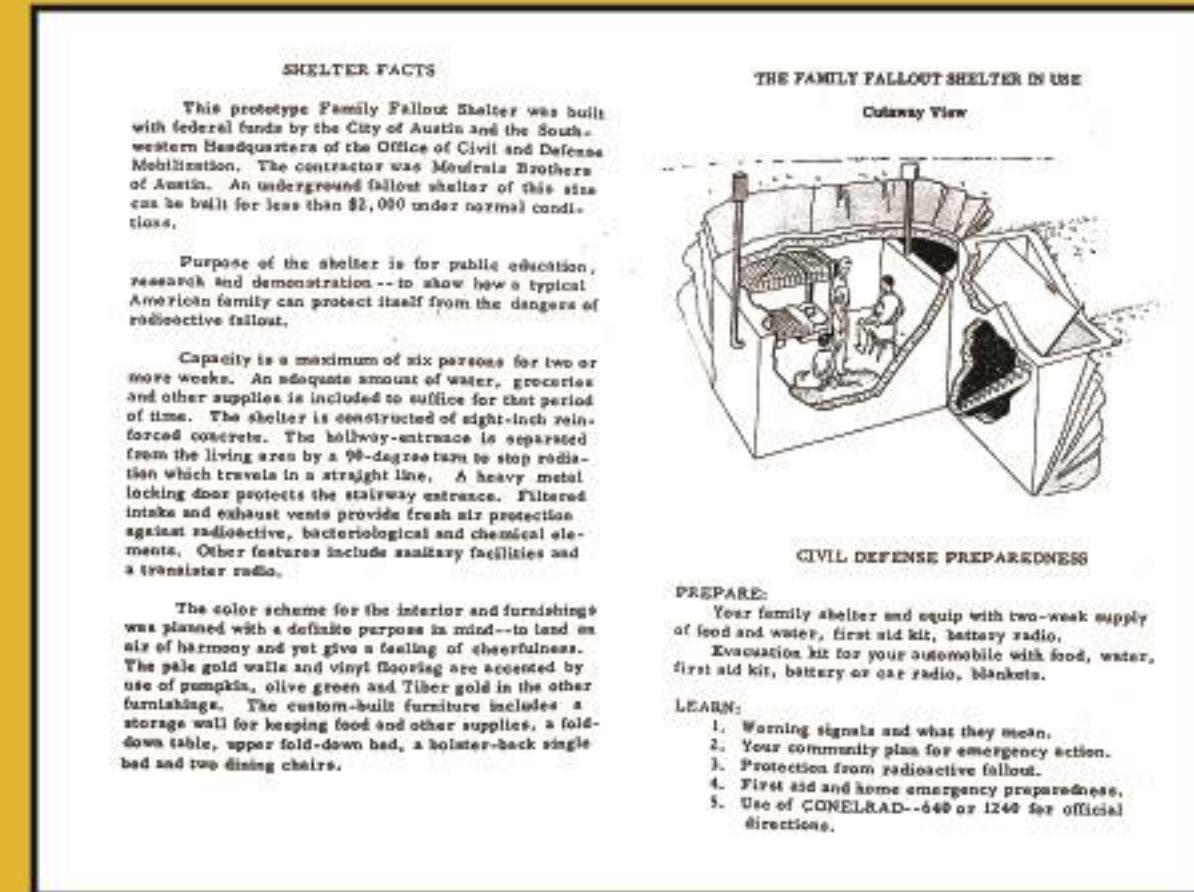 SHELTER FACTS
This prototype Family Fallout Shelter was built
with federal funds by the City of Austin and the South-
western Headquarters of the Office of Civil and Defense
Mobilization. The contractor was Moufrais Brothers
of Austin. An underground fallout shelter of this size
can be built for less than $2,000 under normal condi-
tions.
Purpose of the shelter is for public education,
research and demonstration--to show how a typical
American family can protect itself from the dangers of
radioactive fallout.
Capacity is a maximum of six persons for two or
more weeks. An adequate amount of water, groceries
and other supplies is included to suffice for that period
of time. The shelter is constructed of eight-inch rein-
forced concrete. The hallway-entrance is separated
from the living area by a 90-degree turn to stop radia-
tion which travels in a straight line. A heavy metal
locking door protects the stairway entrance. Filtered
intake and exhaust vents provide fresh air protection
against radioactive, bacteriological and chemical ele-
ments. Other features include sanitary facilities and
a transister radio.
The color scheme for the interior and furnishings
was planned with a definite purpose in mind--to lend an
air of harmony and yet give a feeling of cheerfulness.
The pale gold walls and vinyl flooring are accented by
use of pumpkin, olive green and Tiber gold in the other
furnishings. The custom-built furniture includes a
storage wall for keeping food and other supplies, a fold-
down table, upper fold-down bed, a bolster-back single
bed and two dining chairs.
THE FAMILY FALLOUT SHELTER IN USE
Cutaway View
CIVIL DEFENSE PREPAREDNESS
PREPARE:
Your family shelter and equip with two-week supply
of food and water, first aid kit, battery radio.
Evacuation kit for your automobile with food, water,
first aid kit, battery or car radio, blankets.
LEARN:
1. Warning signals and what they mean.
2. Your community plan for emergency action.
3. Protection from radioactive fallout.
4. First aid and home emergency preparedness.
5. Use of CONELRAD--640 or 1240 for official
directions.